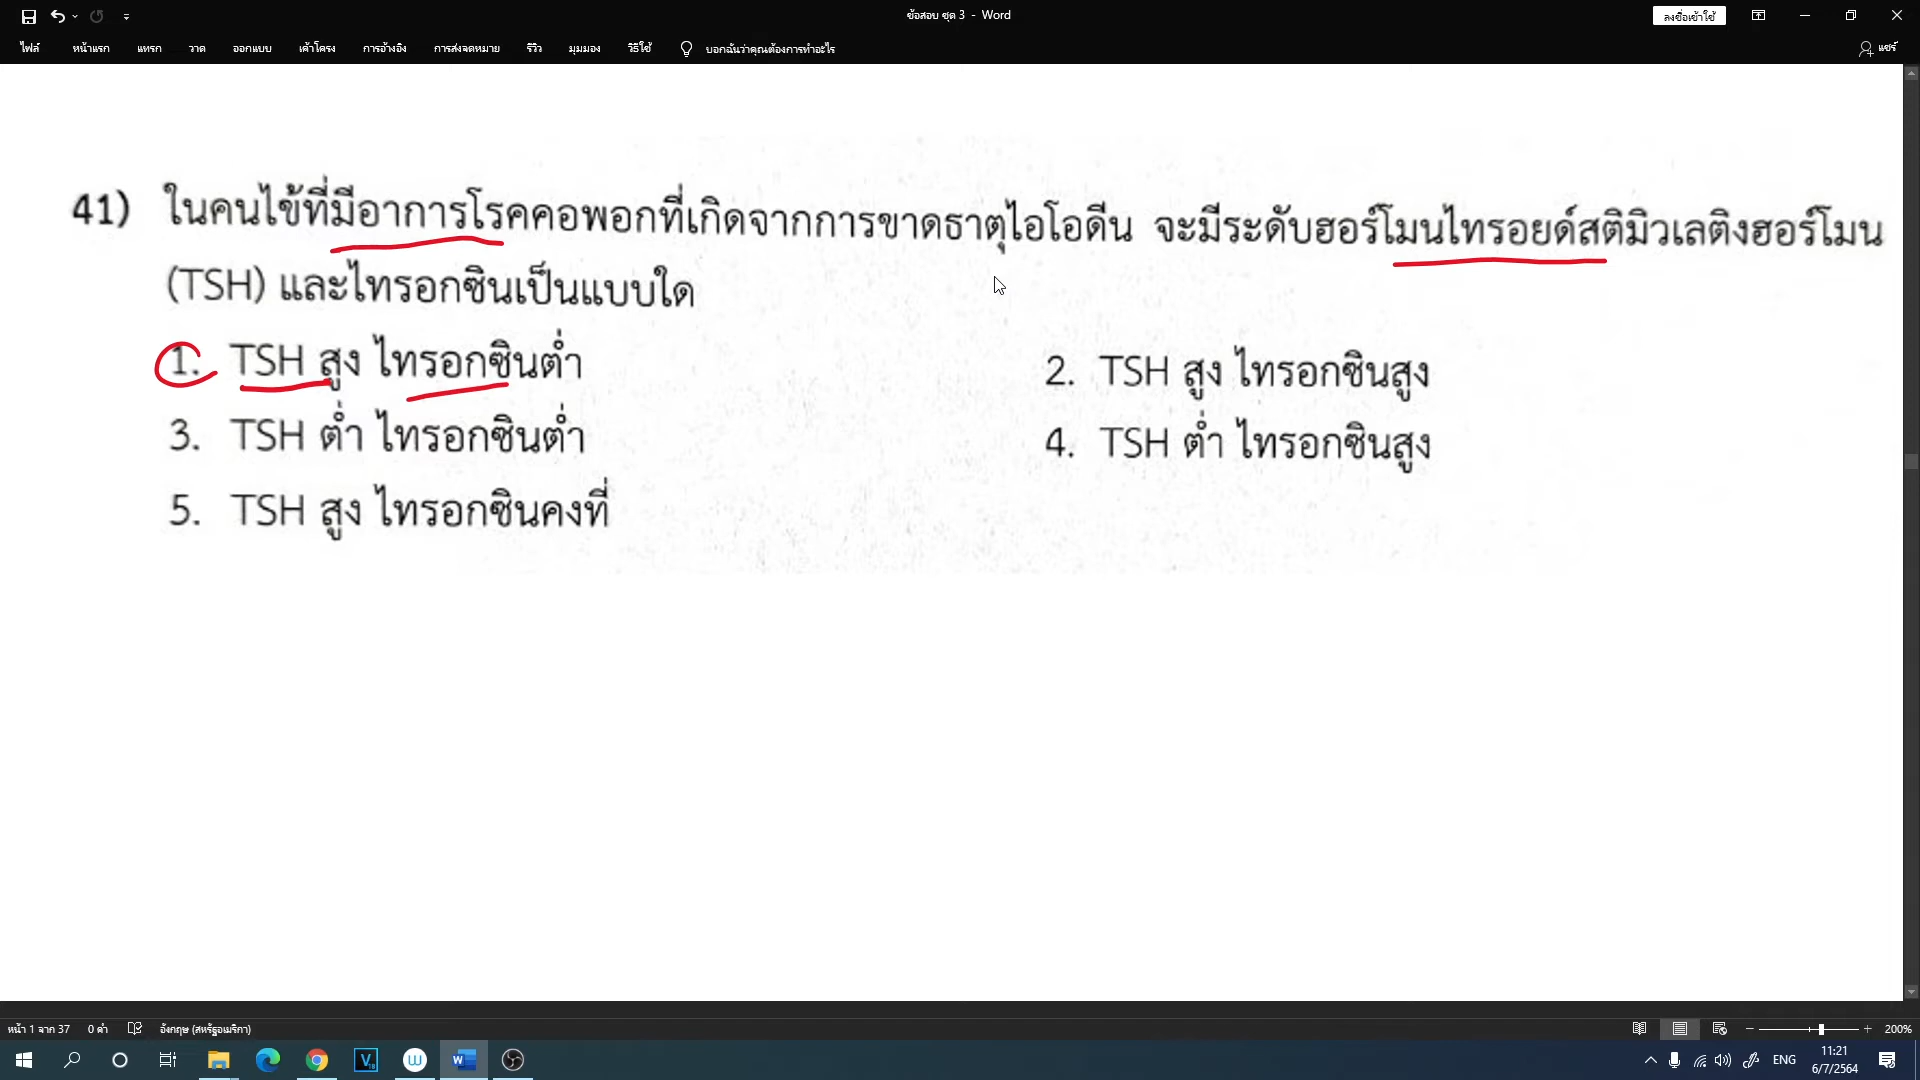 ข้อสอบ ชุด 3 - Word
ลงชื่อเข้าใช้
ไฟล์ หน้าแรก แทรก วาด ออกแบบ เค้าโครง การอ้างอิง การส่งจดหมาย รีวิว มุมมอง วิธีใช้ บอกฉันว่าคุณต้องการทำอะไร แชร์
41) ในคนไข้ที่มีอาการโรคคอพอกที่เกิดจากการขาดธาตุไอโอดีน จะมีระดับฮอร์โมนไทรอยด์สติมิวเลติงฮอร์โมน
(TSH) และไทรอกซินเป็นแบบใด
1. TSH สูง ไทรอกซินต่ำ 2. TSH สูง ไทรอกซินสูง
3. TSH ต่ำ ไทรอกซินต่ำ 4. TSH ต่ำ ไทรอกซินสูง
5. TSH สูง ไทรอกซินคงที่
หน้า 1 จาก 37 0 คำ อังกฤษ (สหรัฐอเมริกา) 200%
ENG 11:21
6/7/2564